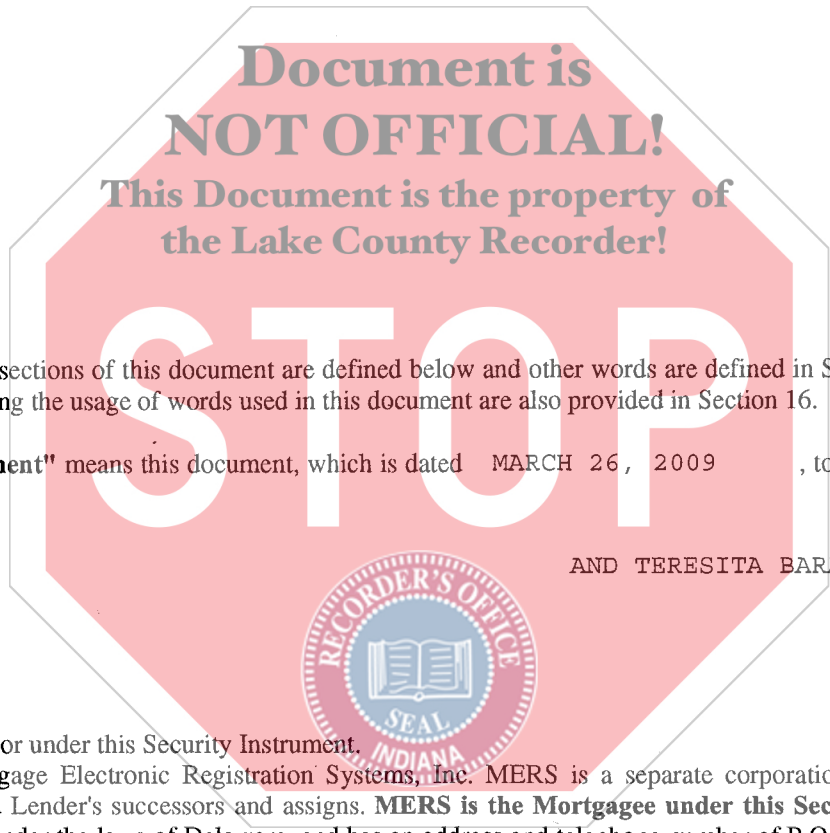 Document is
NOT OFFICIAL!
This Document is the property of
the Lake County Recorder!
STOP
sections of this document are defined below and other words are defined in S
ng the usage of words used in this document are also provided in Section 16.
ent" means this document, which is dated MARCH 26, 2009 , to
AND TERESITA BAR
RECORDER'S OFFICE
SEAL
INDIANA
or under this Security Instrument.
gage Electronic Registration Systems, Inc. MERS is a separate corporatio
Lender's successors and assigns. MERS is the Mortgagee under this Sec